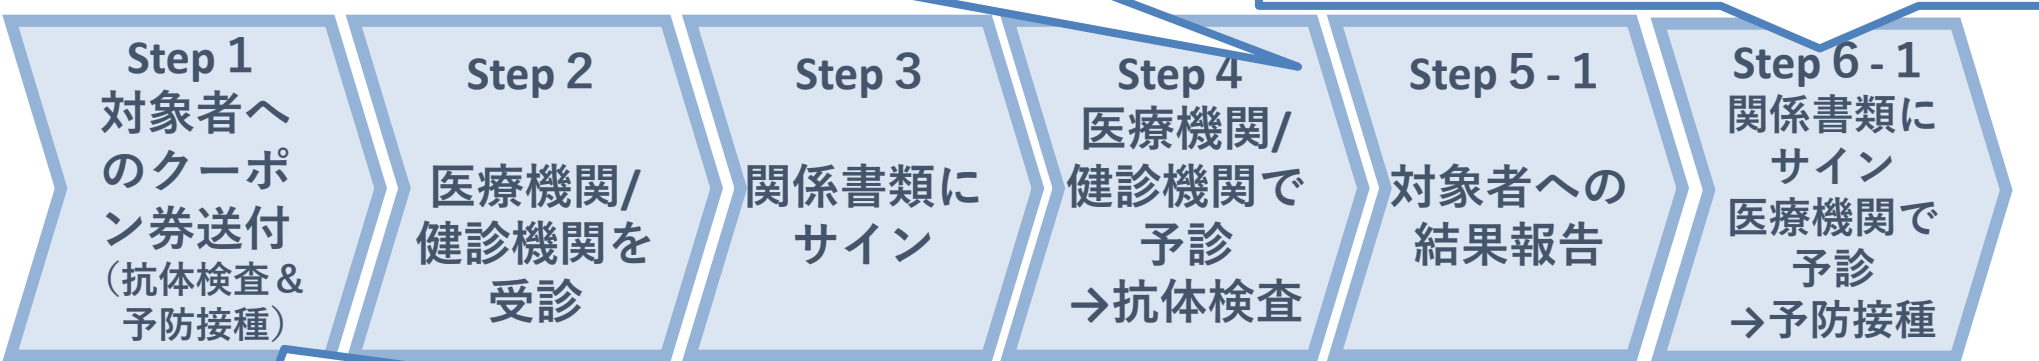 Step 1
対象者へ
のクーポ
ン券送付
（抗体検査＆
予防接種）
Step 2
医療機関/
健診機関を
受診
Step 3
関係書類に
サイン
Step 4
医療機関/
健診機関で
予診
→抗体検査
Step 5 - 1
対象者への
結果報告
Step 6 - 1
関係書類に
サイン
医療機関で
予診
→予防接種